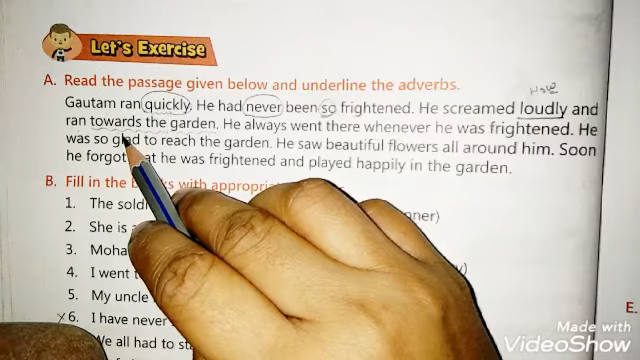 Let's Exercise
A. Read the passage given below and underline the adverbs.
How
Gautam ran quickly. He had never been so frightened. He screamed loudly and
ran towards the garden. He always went there whenever he was frightened. He
was so glad to reach the garden. He saw beautiful flowers all around him. Soon
he forgot at he was frightened and played happily in the garden.
B. Fill in the with
1. The
2. She is
3.
4. I went
5. My uncle
x 6. I have never
We all had to
E.
Made with
VideoShow